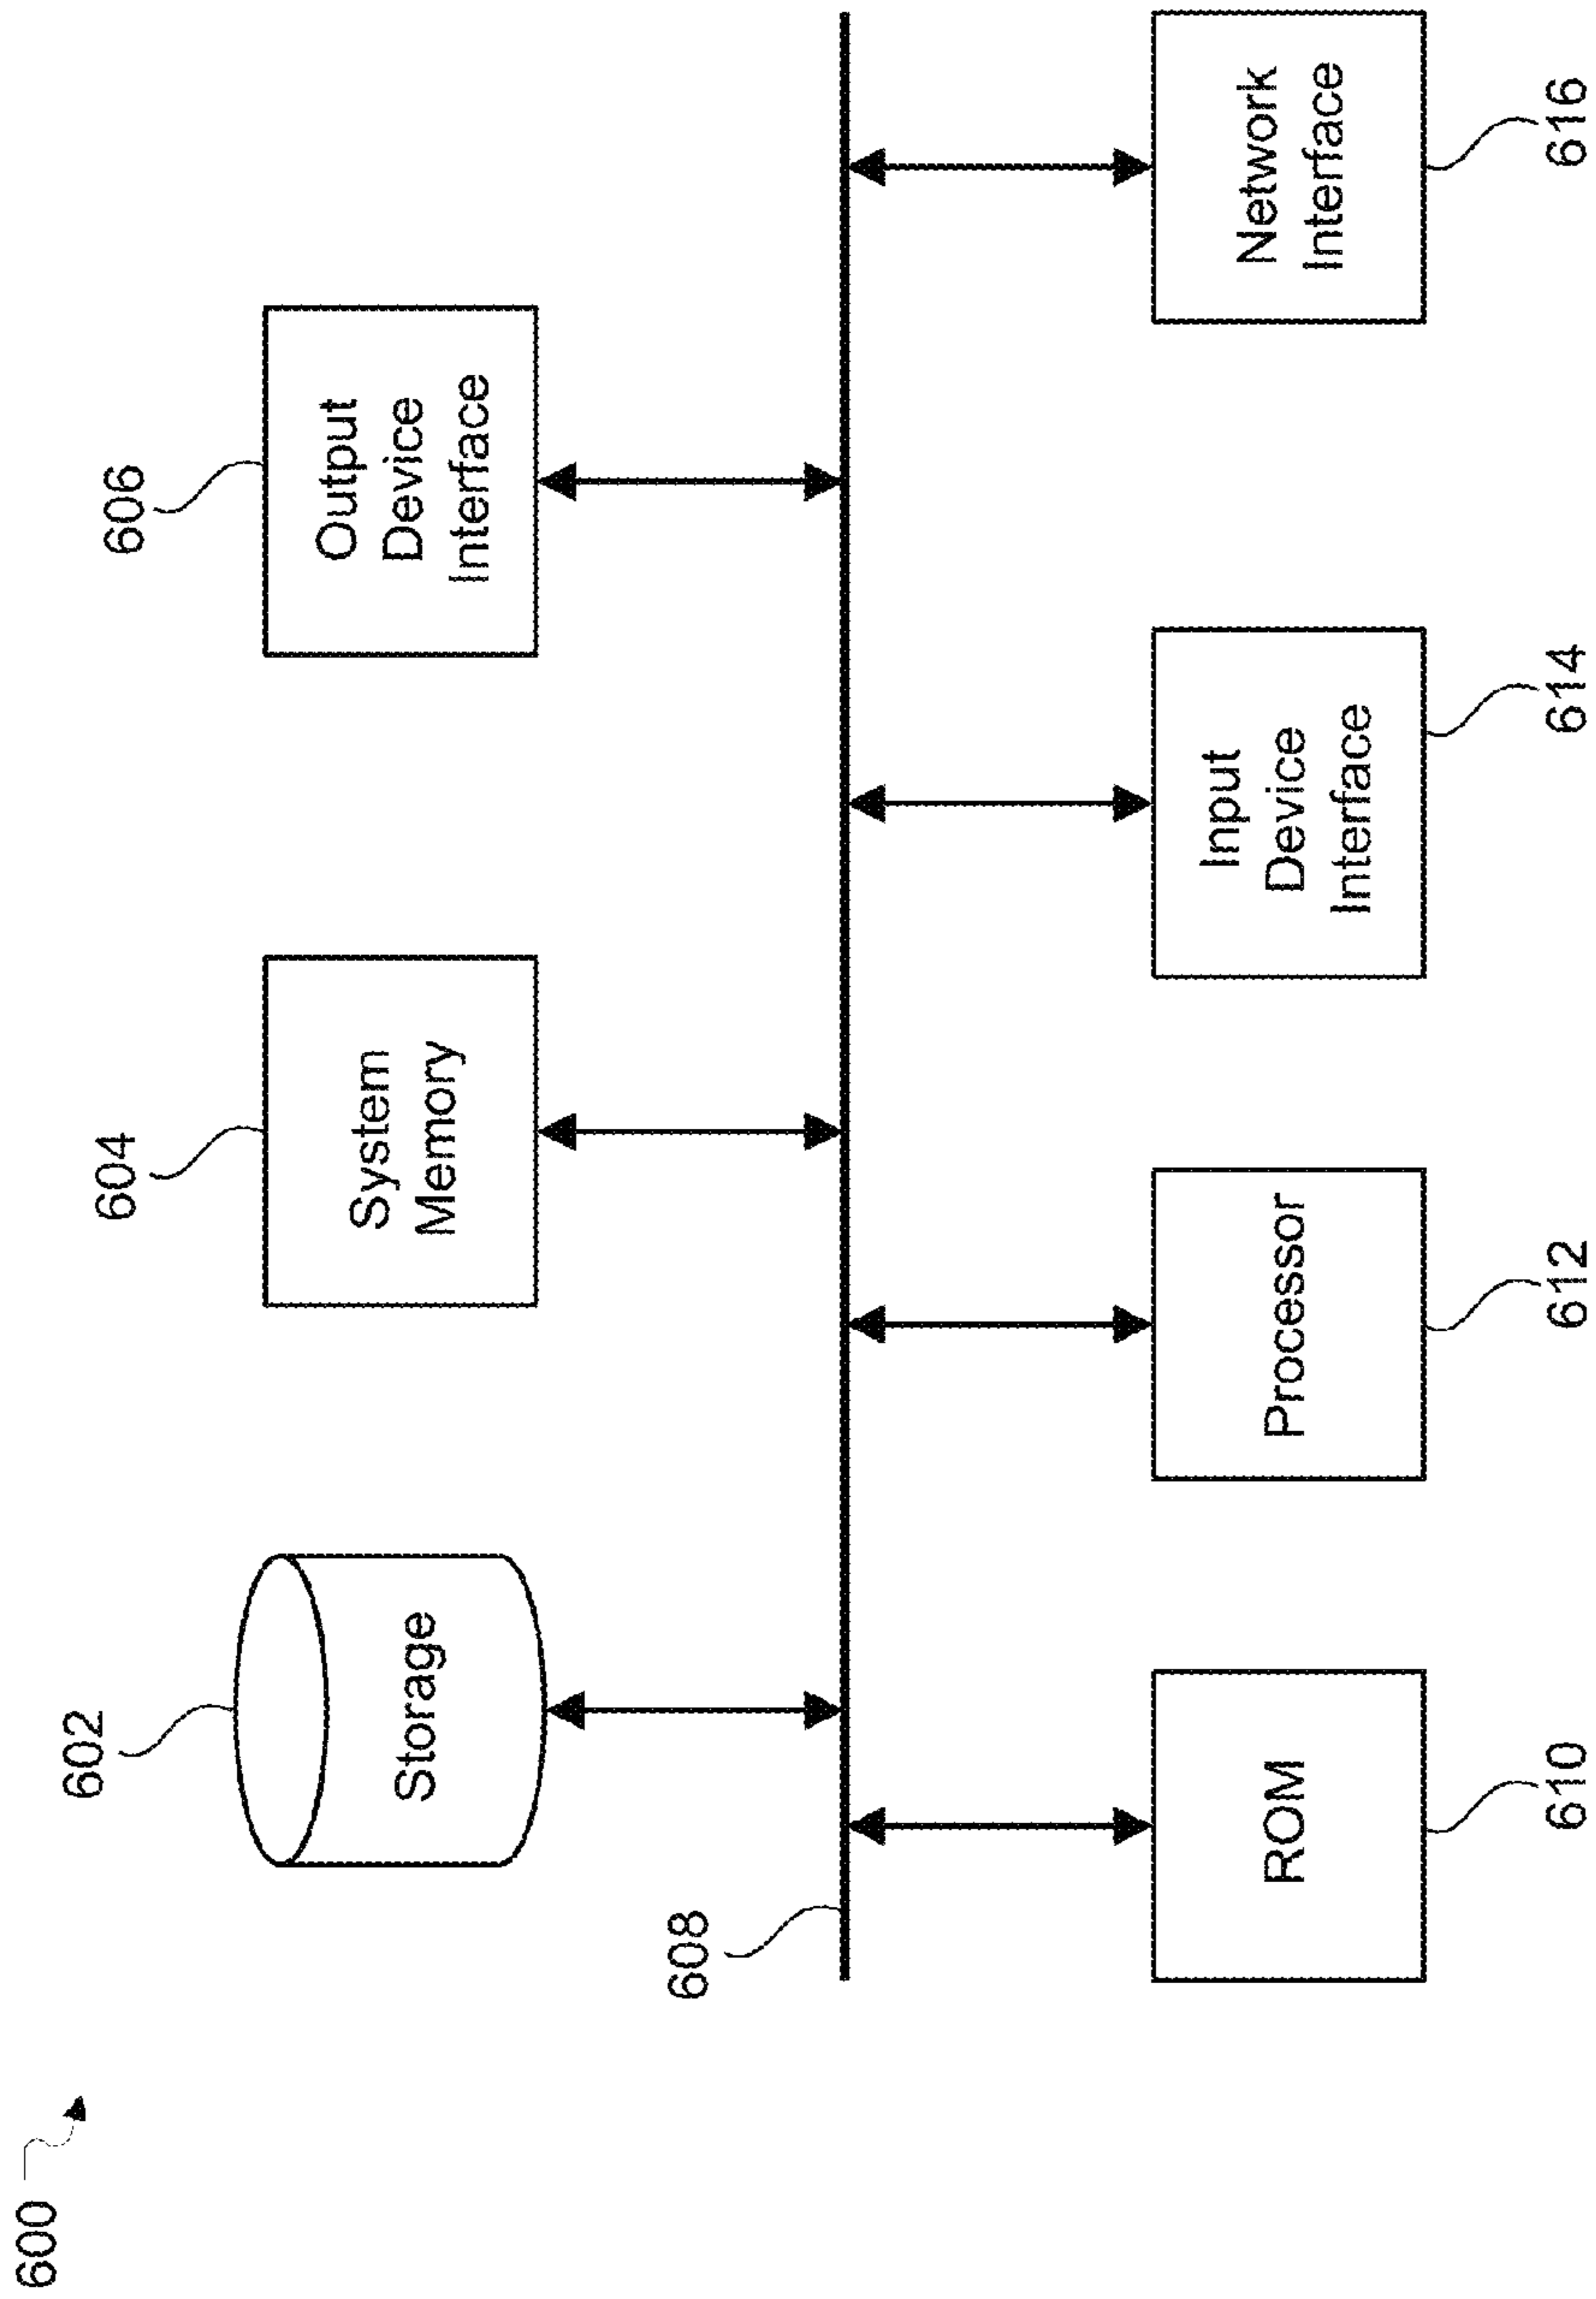 600
602
604
606
Storage
System
Memory
Output
Device
Interface
608
ROM
Processor
Input
Device
Interface
Network
Interface
610
612
614
616